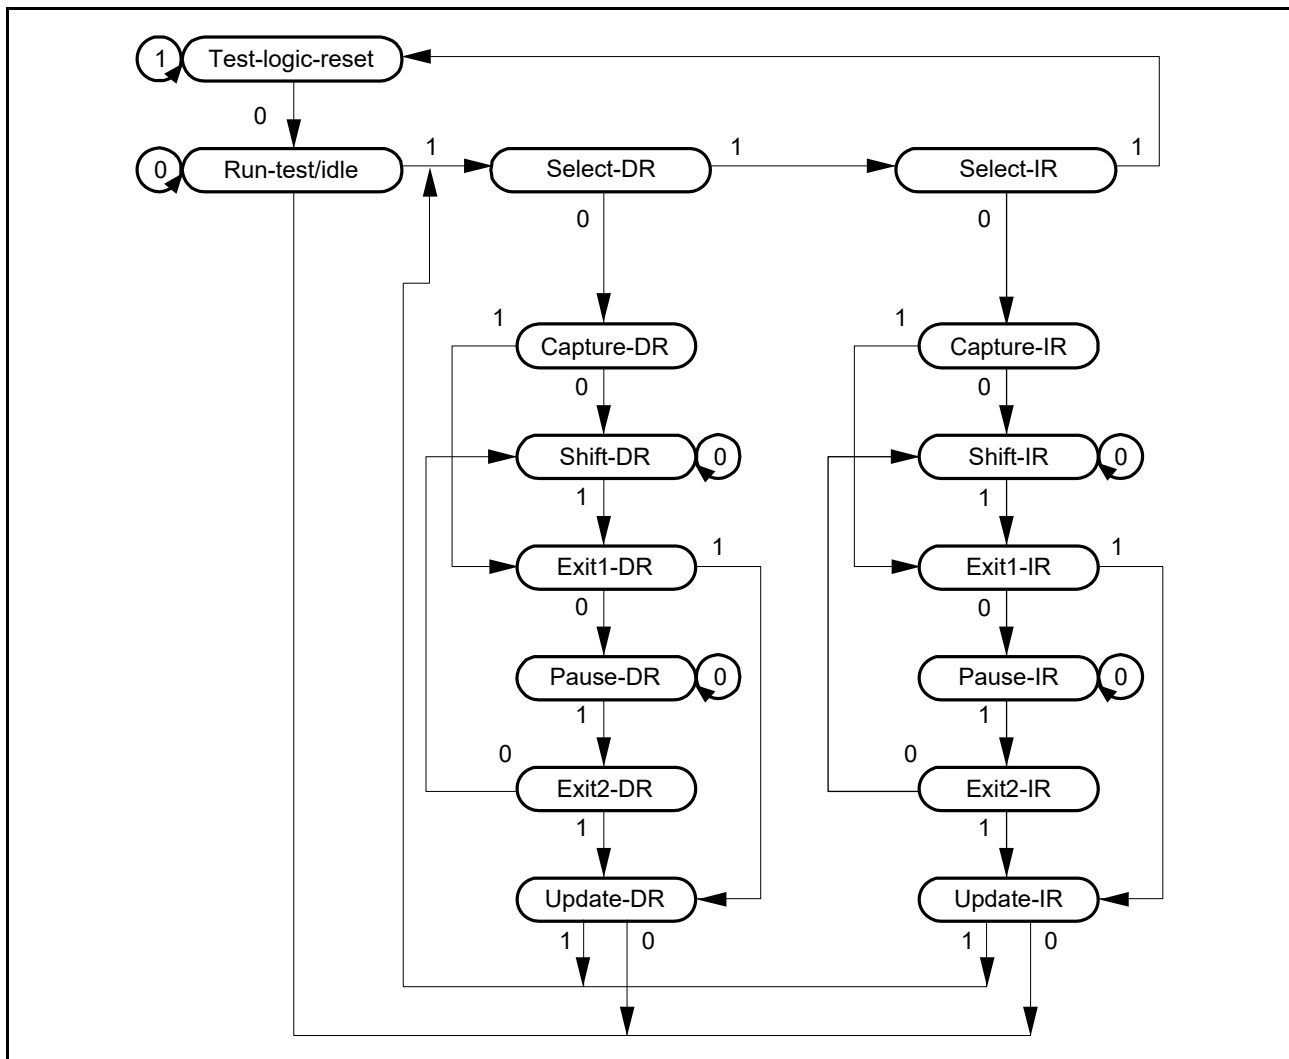 1 Test-logic-reset
0
0 Run-test/idle 1 Select-DR 1 Select-IR 1
0 0
1 1
Capture-DR Capture-IR
0 0
Shift-DR 0 Shift-IR 0
1 1
Exit1-DR 1 Exit1-IR 1
0 0
Pause-DR 0 Pause-IR 0
1 1
0 0
Exit2-DR Exit2-IR
1 1
Update-DR Update-IR
1 0 1 0